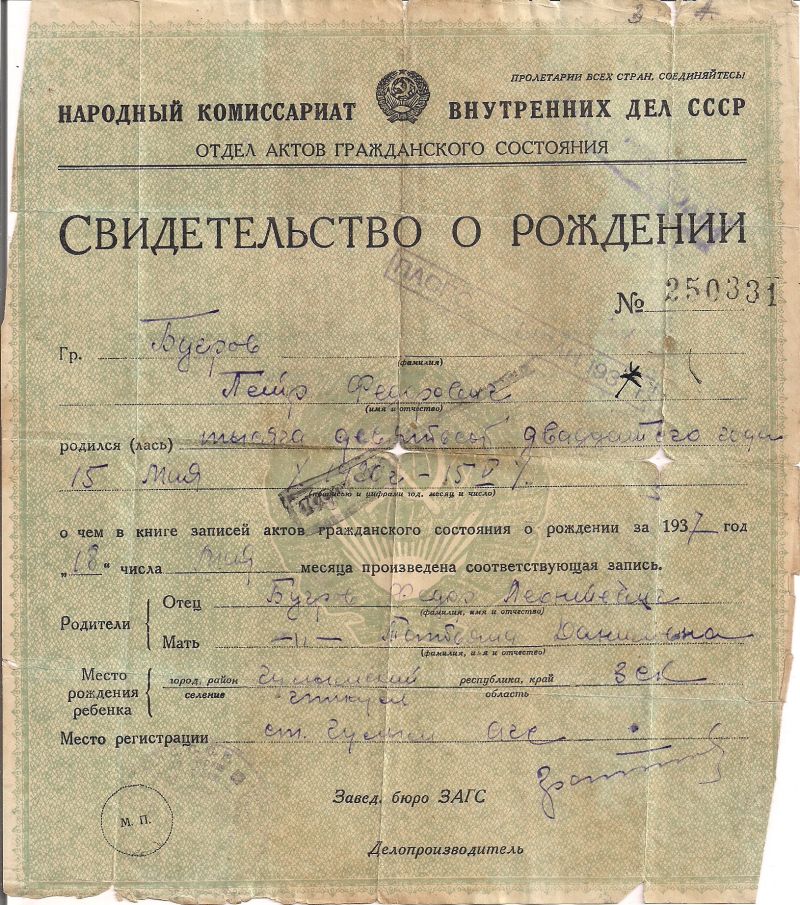 ПРОЛЕТАРИИ ВСЕХ СТРАН, СОЕДИНЯЙТЕСЬ!
НАРОДНЫЙ КОМИССАРИАТ ВНУТРЕННИХ ДЕЛ СССР
ОТДЕЛ АКТОВ ГРАЖДАНСКОГО СОСТОЯНИЯ
СВИДЕТЕЛЬСТВО О РОЖДЕНИИ
№ 250331
Гр. Бугров
(фамилия)
Петр Федорович
(имя и отчество)
родился (лась) тысяча девятьсот двадцатого года
15 мая
(прописью и цифрами год, месяц и число)
о чем в книге записей актов гражданского состояния о рождении за 1937 год
„18“ числа мая месяца произведена соответствующая запись.
Родители
Отец Бугров Федор
(фамилия, имя и отчество)
Мать —"— Даниловна
(фамилия, имя и отчество)
Место рождения ребенка
город, район республика, край ЗСК
селение область
Место регистрации ст.
Завед. бюро ЗАГС
М. П.
Делопроизводитель